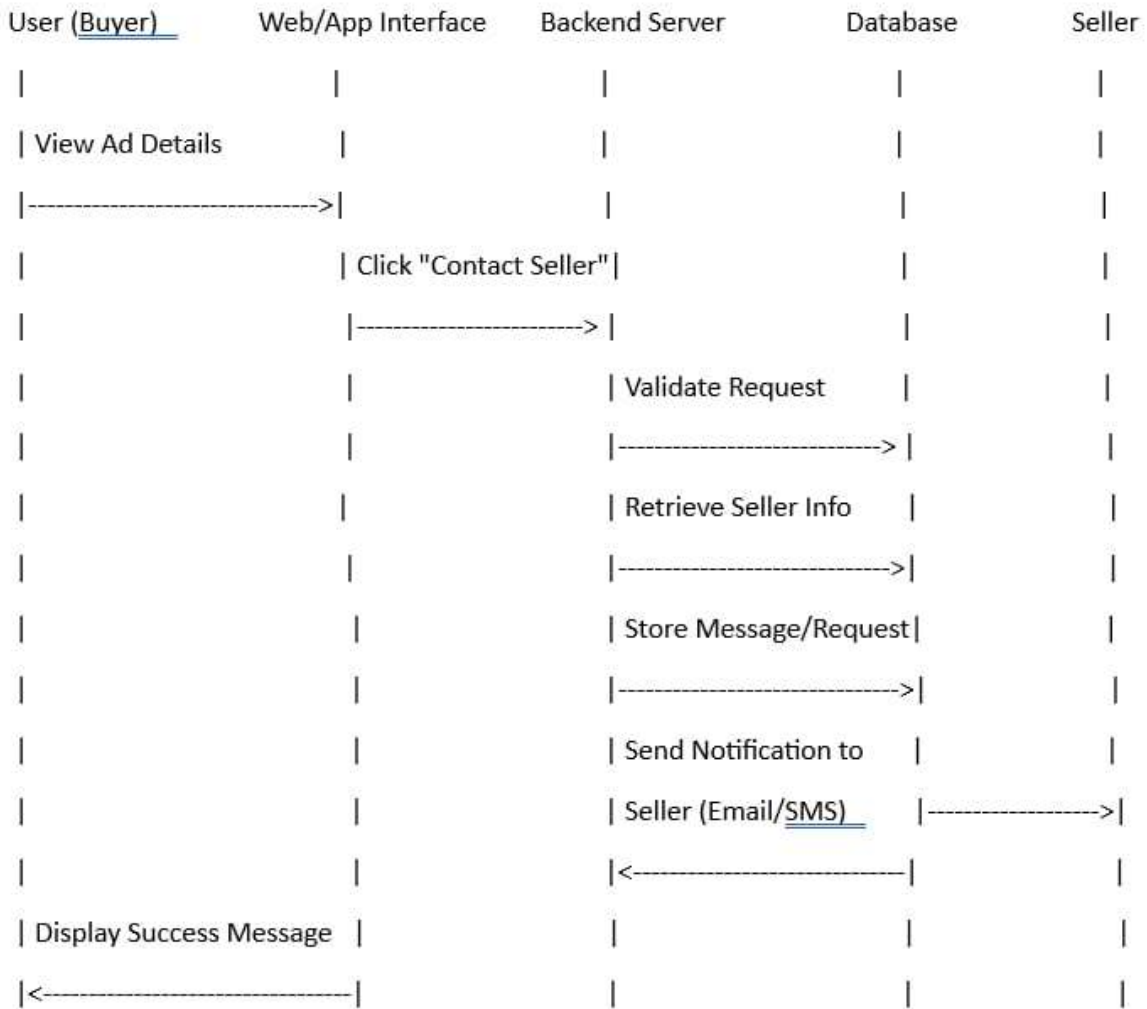 User (Buyer) Web/App Interface Backend Server Database Seller
| | | | |
| View Ad Details | | | |
|------------------------------->| | | |
| | Click "Contact Seller"| | |
| |-------------------------> | | |
| | | Validate Request | |
| | |-----------------------------> | |
| | | Retrieve Seller Info | |
| | |------------------------------>| |
| | | Store Message/Request| |
| | |------------------------------->| |
| | | Send Notification to | |
| | | Seller (Email/SMS) |------------------->|
| | |<-----------------------------| |
| Display Success Message | | | |
|<---------------------------------| | | |